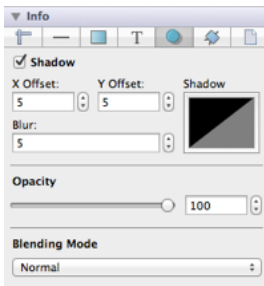 Info
T
Shadow
X Offset: Y Offset: Shadow
5 5
Blur:
5
Opacity
100
Blending Mode
Normal